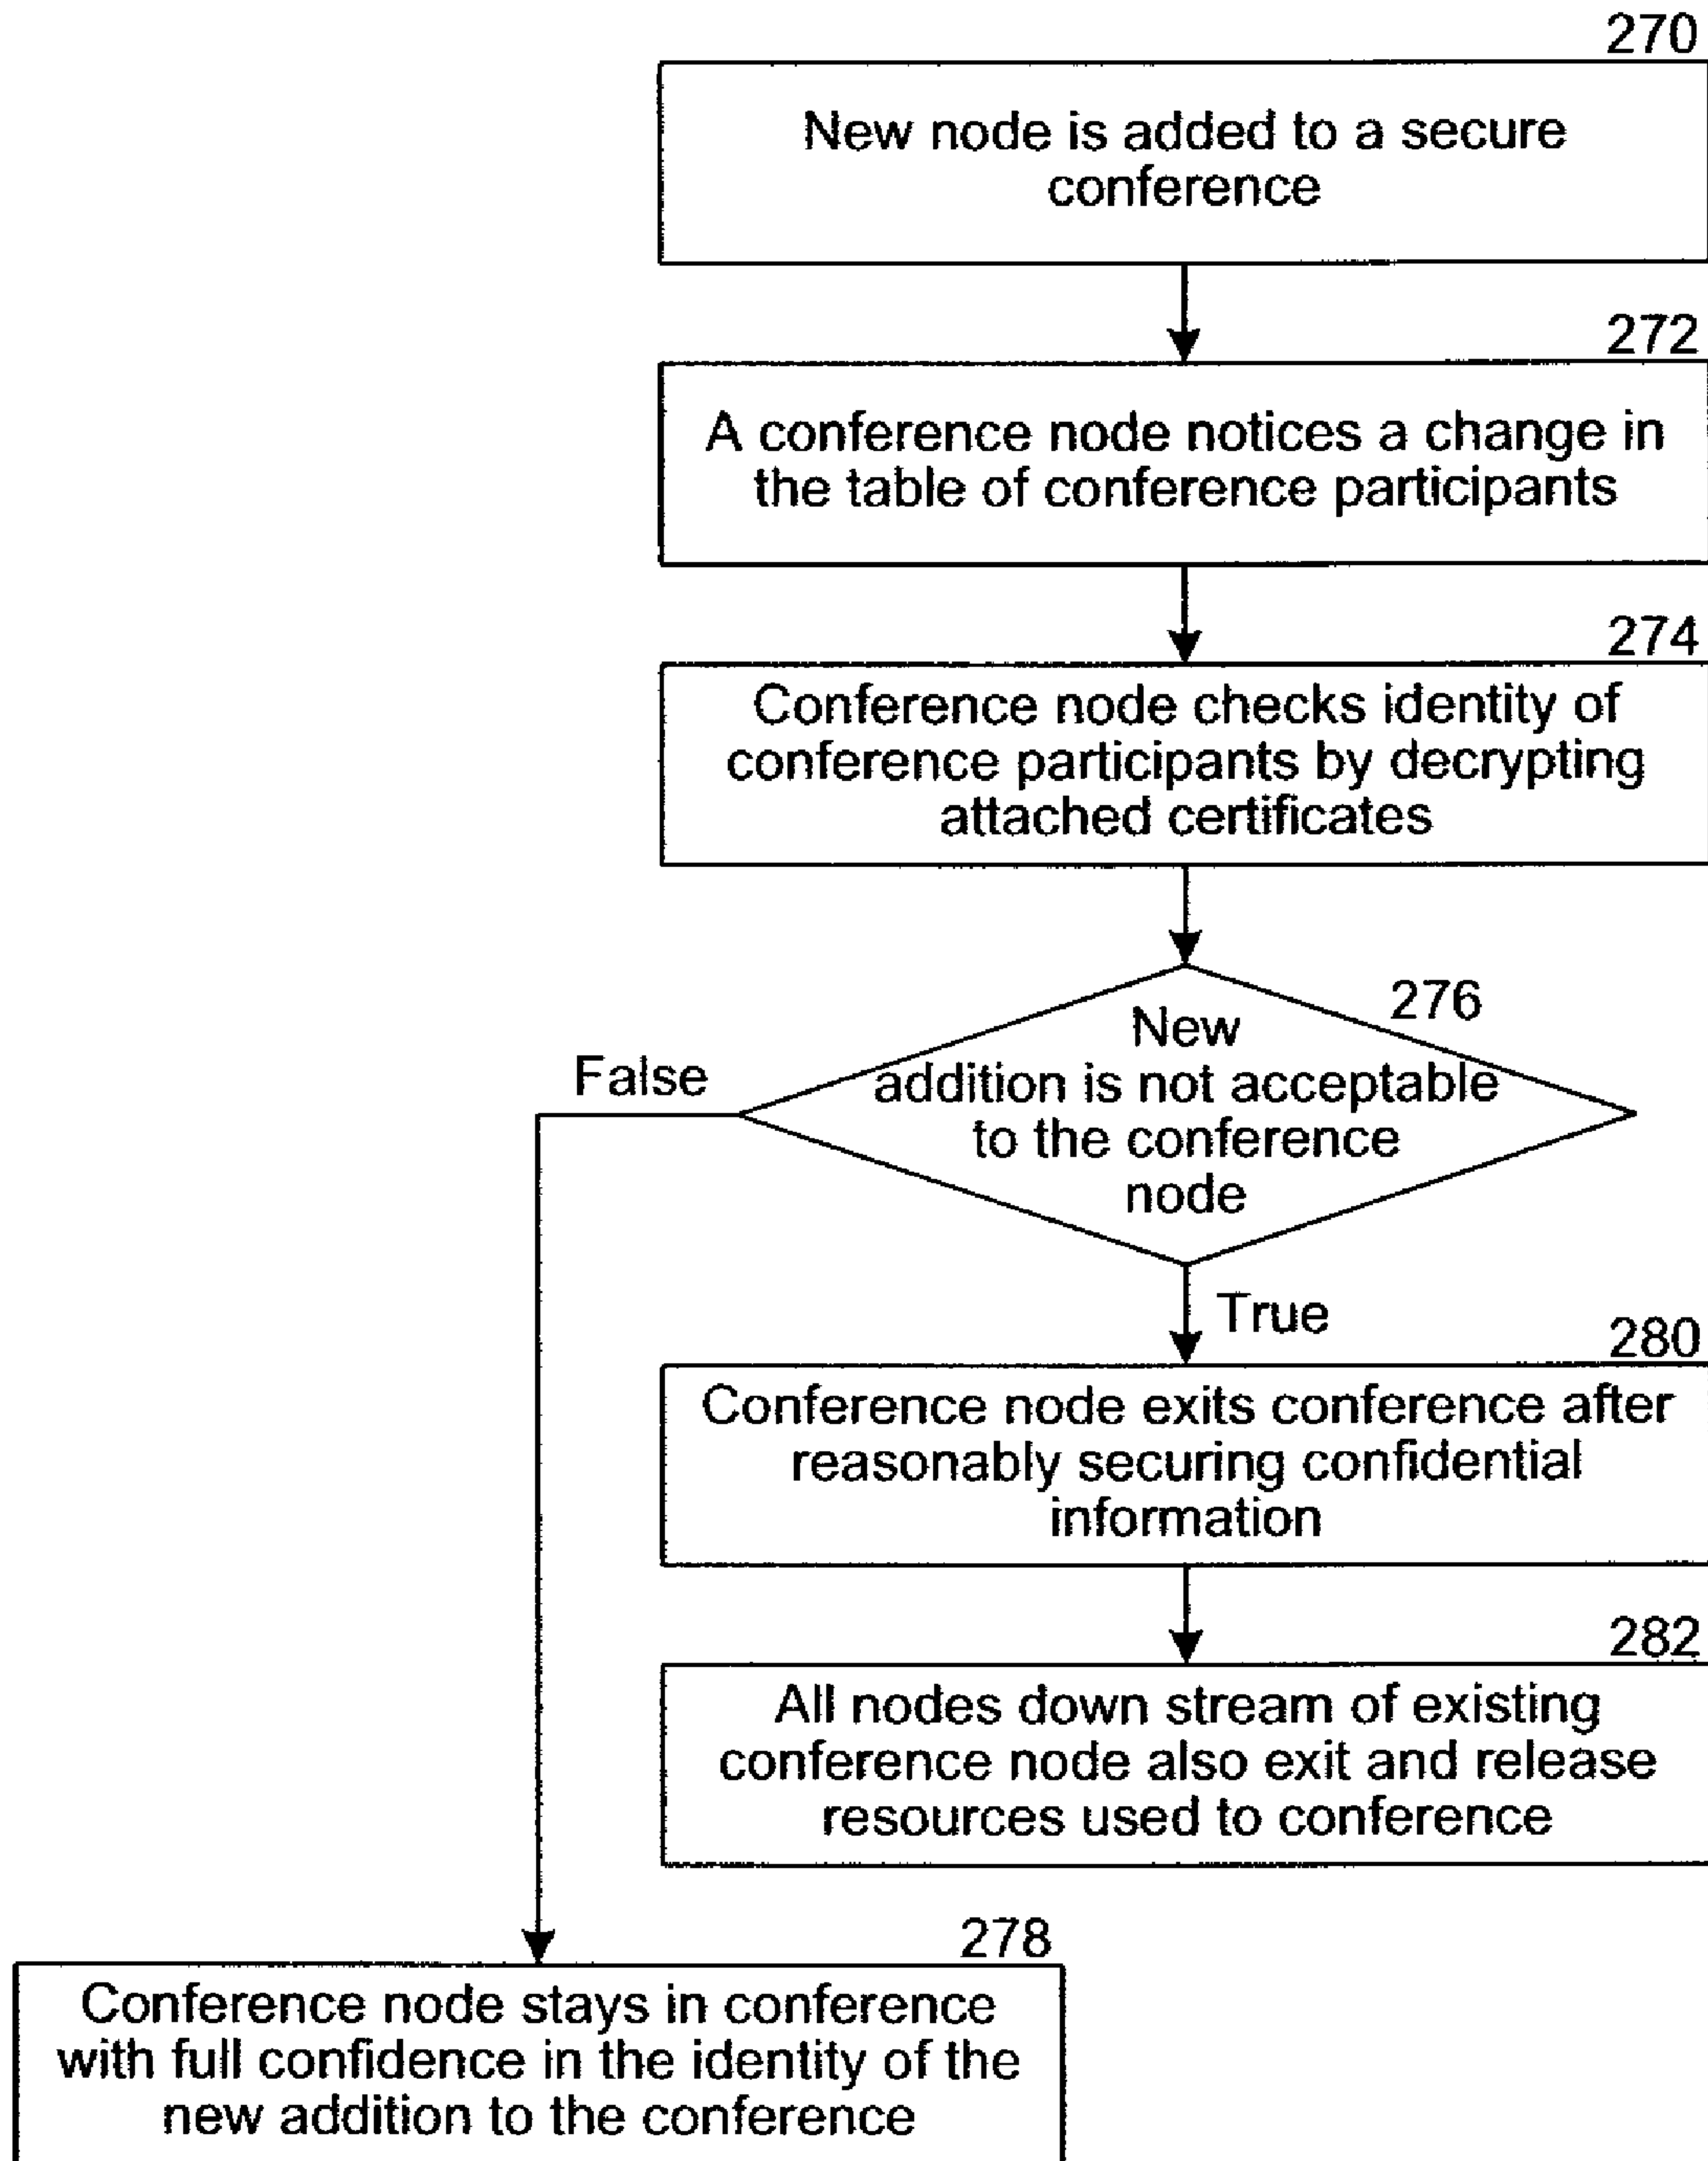 270
New node is added to a secure
conference
272
A conference node notices a change in
the table of conference participants
274
Conference node checks identity of
conference participants by decrypting
attached certificates
276
New
addition is not acceptable
to the conference
node
False
True
280
Conference node exits conference after
reasonably securing confidential
information
282
All nodes down stream of existing
conference node also exit and release
resources used to conference
278
Conference node stays in conference
with full confidence in the identity of the
new addition to the conference